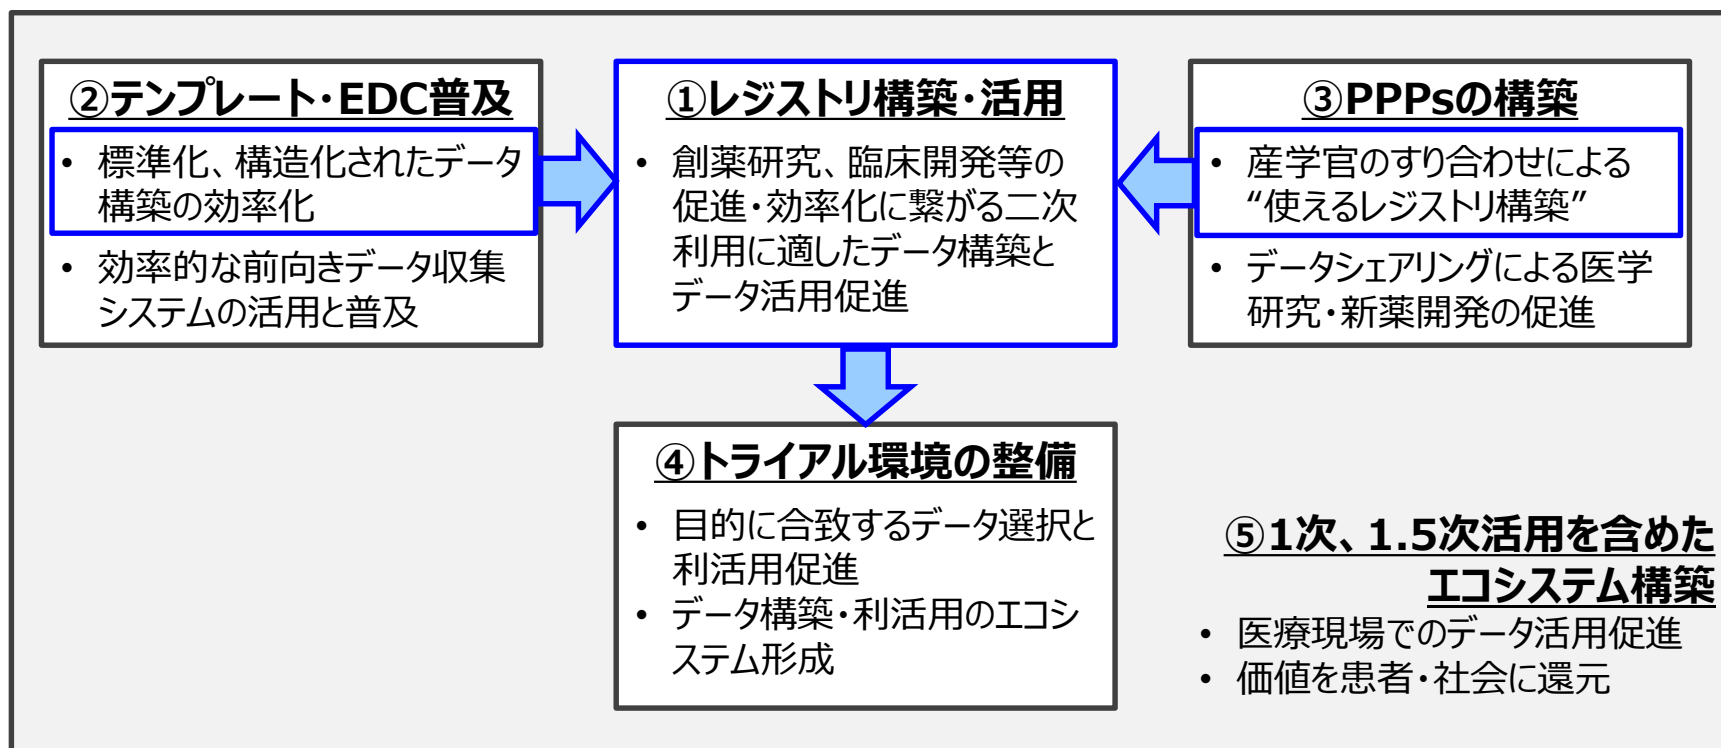 ②テンプレート・EDC普及
• 標準化、構造化されたデータ
構築の効率化
• 効率的な前向きデータ収集
システムの活用と普及
①レジストリ構築・活用
• 創薬研究、臨床開発等の
促進・効率化に繋がる二次
利用に適したデータ構築と
データ活用促進
③PPPsの構築
• 産学官のすり合わせによる
“使えるレジストリ構築”
• データシェアリングによる医学
研究・新薬開発の促進
④トライアル環境の整備
• 目的に合致するデータ選択と
利活用促進
• データ構築・利活用のエコシ
ステム形成
⑤1次、1.5次活用を含めた
エコシステム構築
• 医療現場でのデータ活用促進
• 価値を患者・社会に還元